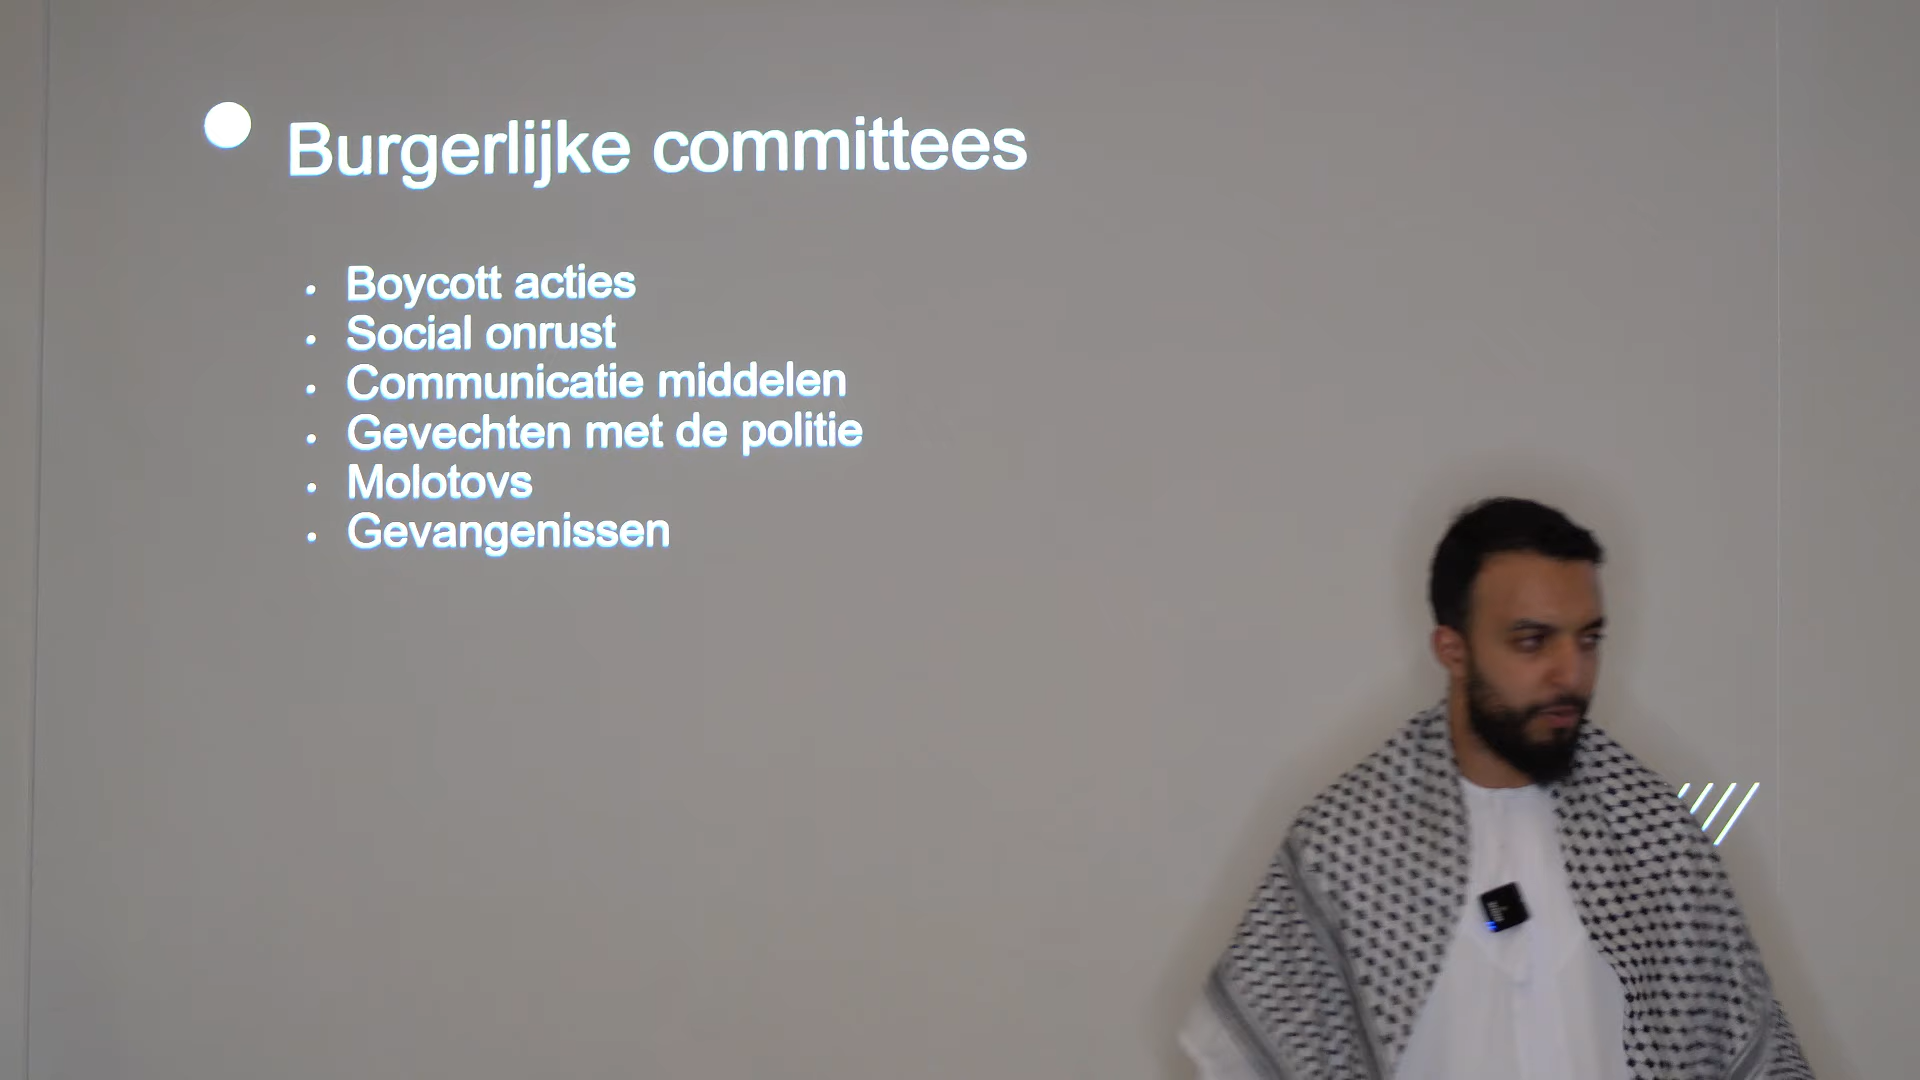 Burgerlijke committees
Boycott acties
Social onrust
Communicatie middelen
Gevechten met de politie
Molotovs
Gevangenissen